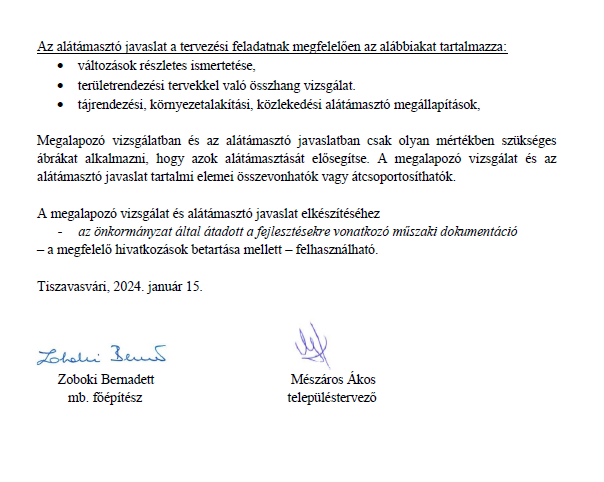 Az alátámasztó javaslat a tervezési feladatnak megfelelően az alábbiakat tartalmazza:
• változások részletes ismertetése,
• területrendezési tervekkel való összhang vizsgálat.
• tájrendezési, környezetalakítási, közlekedési alátámasztó megállapítások,
Megalapozó vizsgálatban és az alátámasztó javaslatban csak olyan mértékben szükséges
ábrákat alkalmazni, hogy azok alátámasztását elősegítse. A megalapozó vizsgálat és az
alátámasztó javaslat tartalmi elemei összevonhatók vagy átcsoportosíthatók.
A megalapozó vizsgálat és alátámasztó javaslat elkészítéséhez
- az önkormányzat által átadott a fejlesztésekre vonatkozó műszaki dokumentáció
– a megfelelő hivatkozások betartása mellett – felhasználható.
Tiszavasvári, 2024. január 15.
Zoboki Bernadett Mészáros Ákos
mb. főépítész településtervező